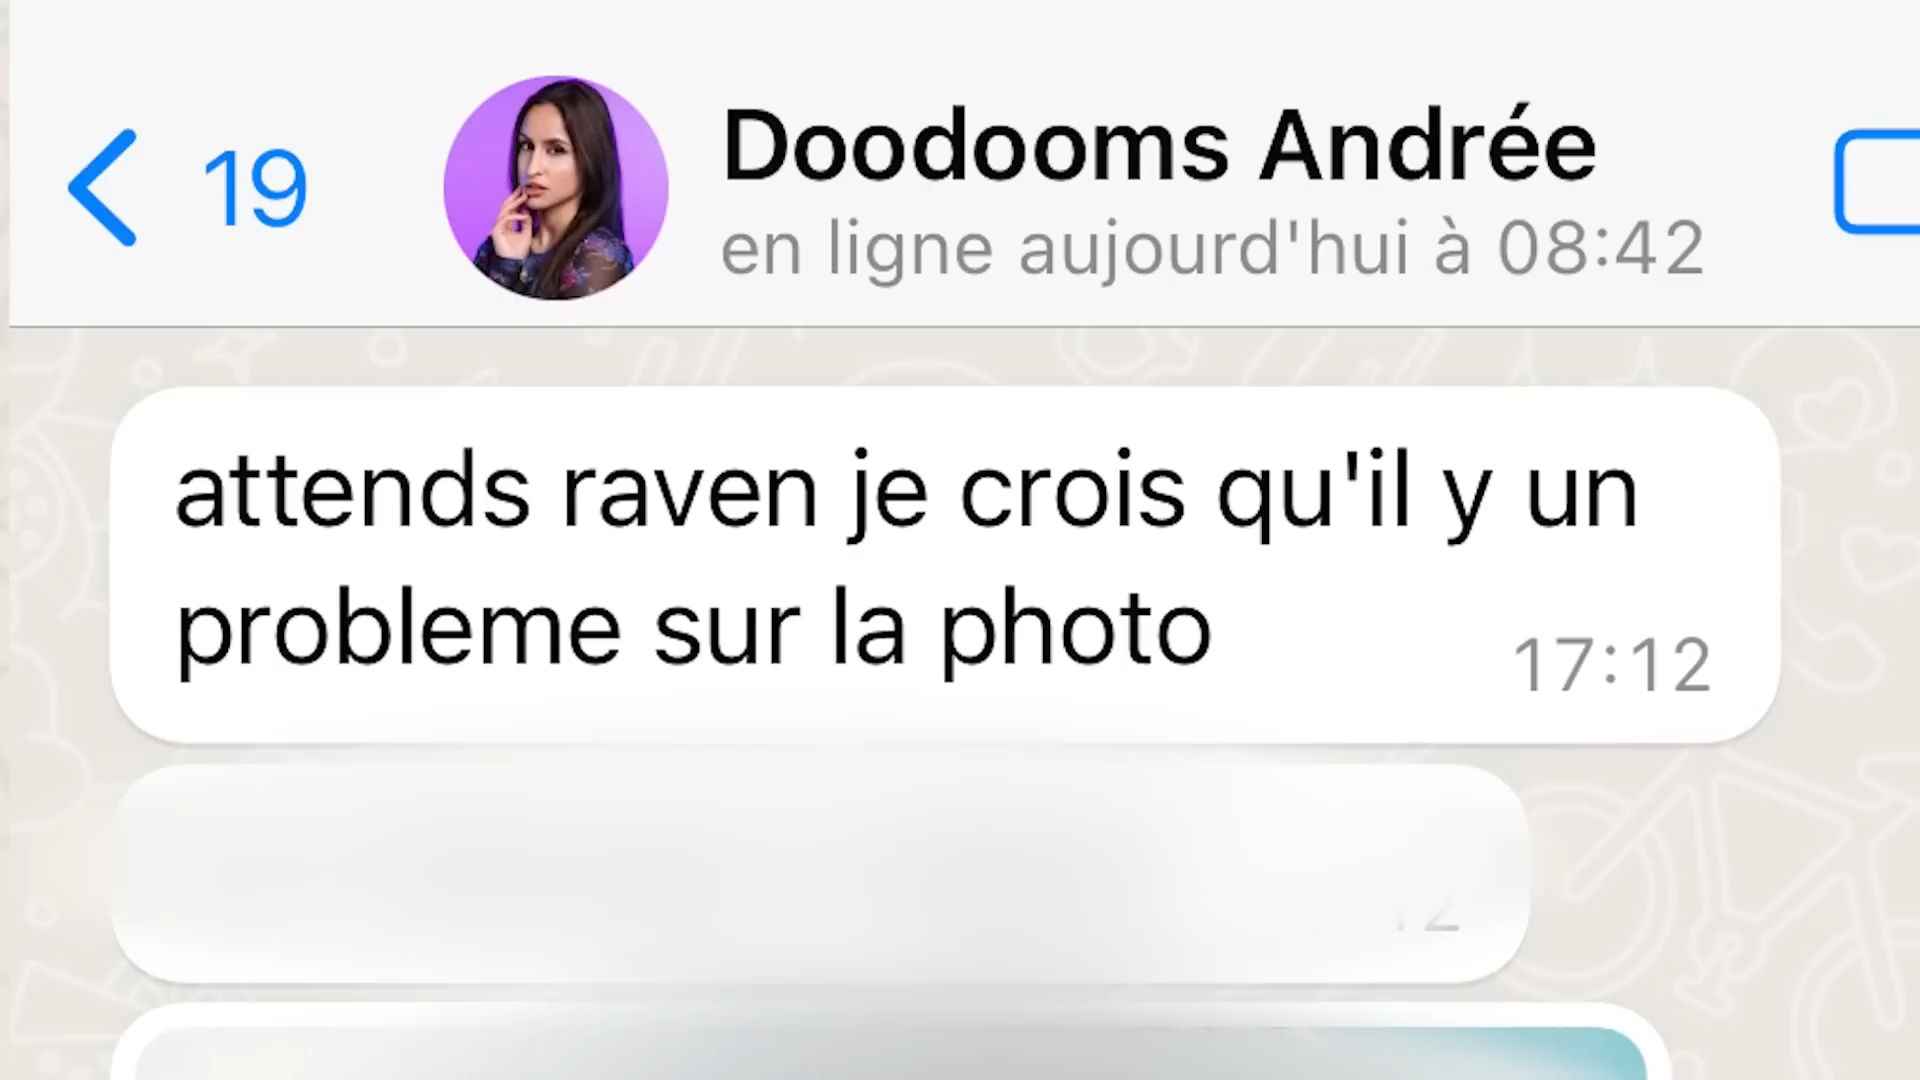 19
Doodooms Andrée
en ligne aujourd'hui à 08:42
attends raven je crois qu'il y un
probleme sur la photo
17:12